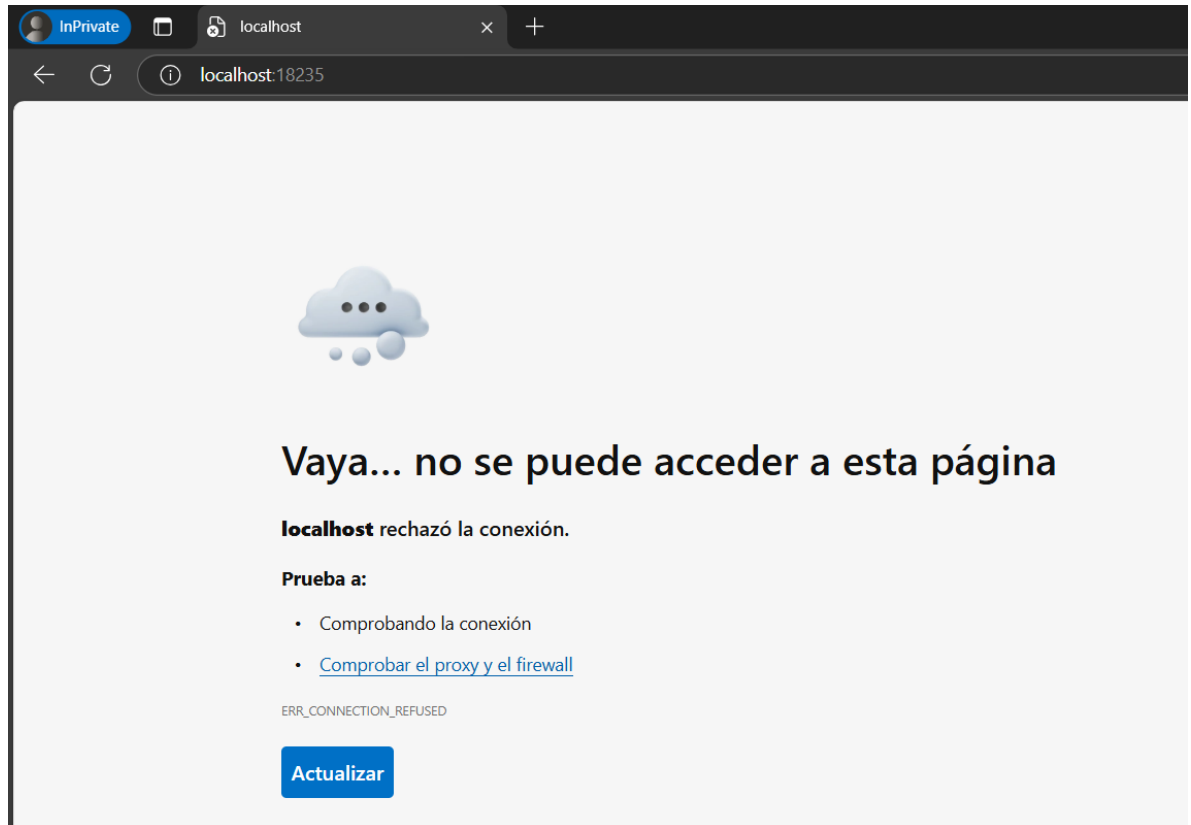 InPrivate
localhost
localhost:18235
Vaya... no se puede acceder a esta página
localhost rechazó la conexión.
Prueba a:
• Comprobando la conexión
• Comprobar el proxy y el firewall
ERR_CONNECTION_REFUSED
Actualizar